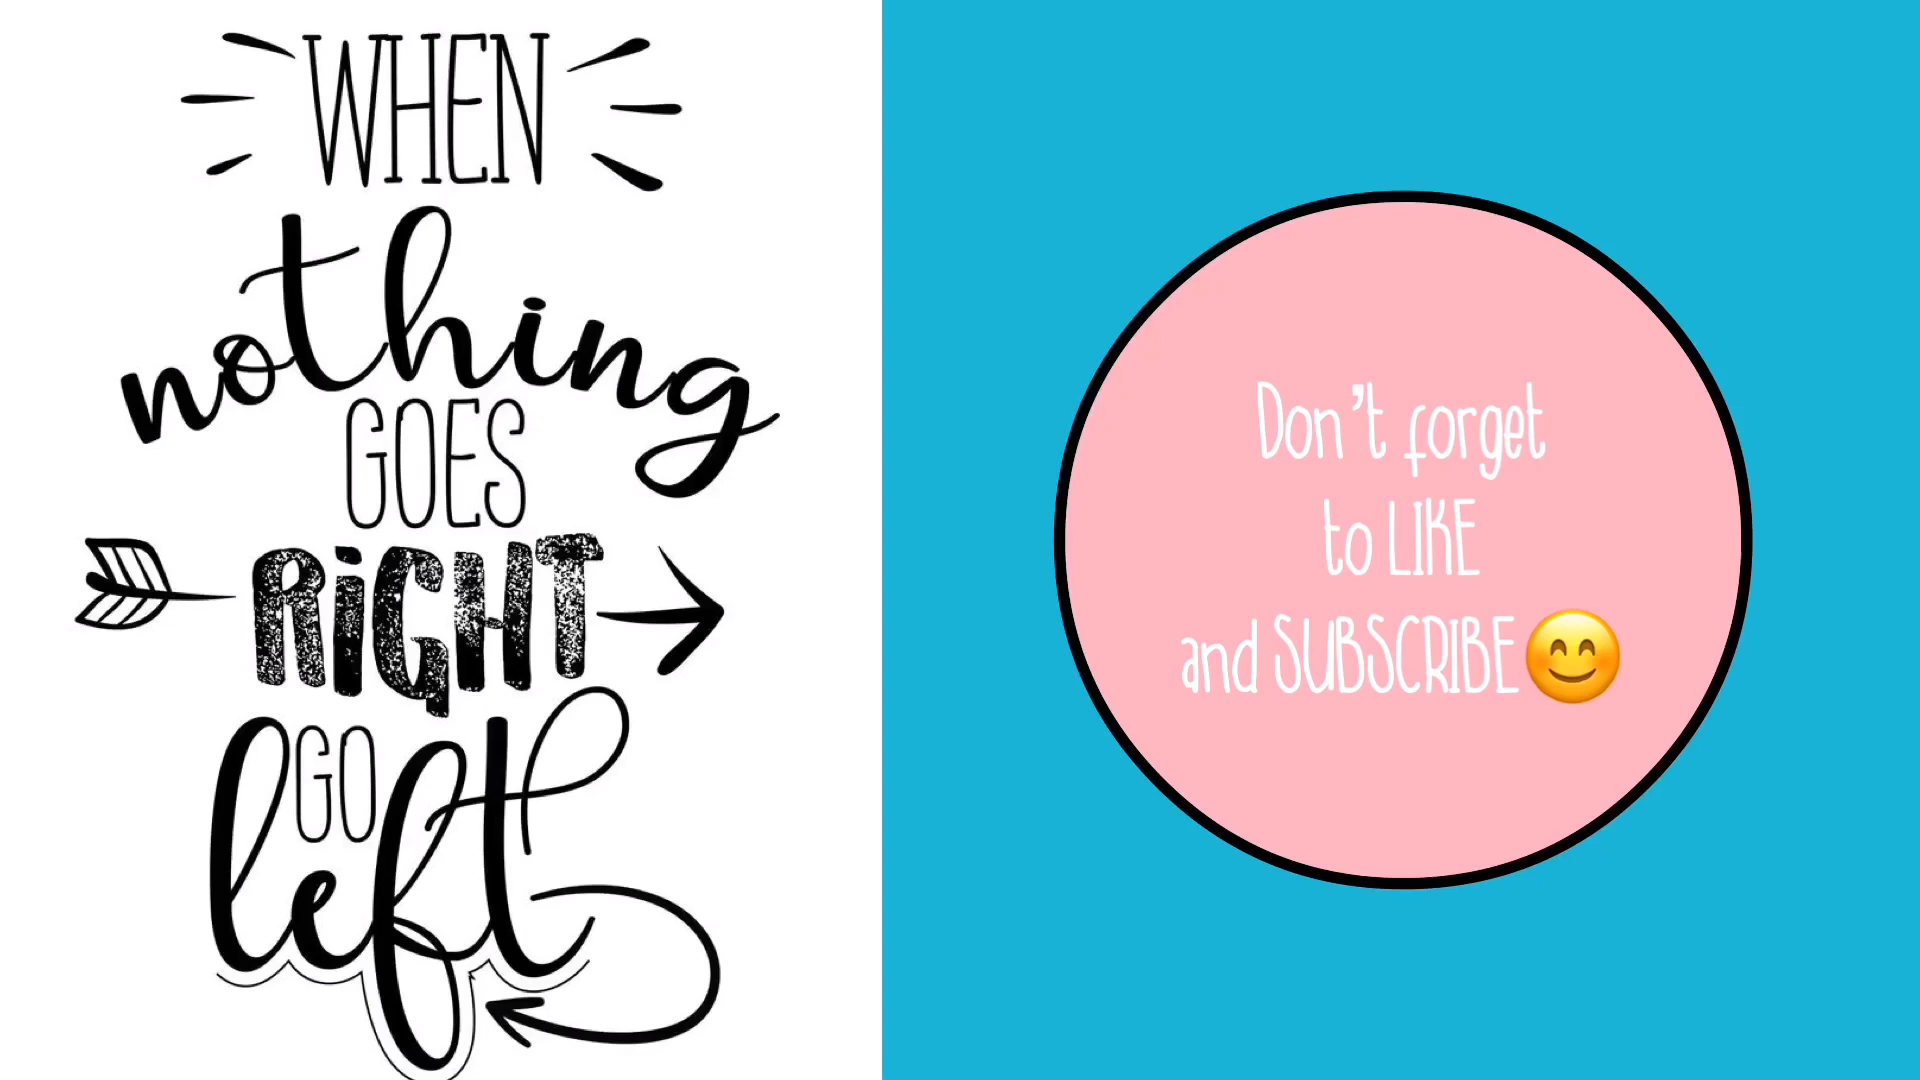 WHEN
nothing
GOES
RiGHT
GO
left
Don't forget
to LIKE
and SUBSCRIBE😊